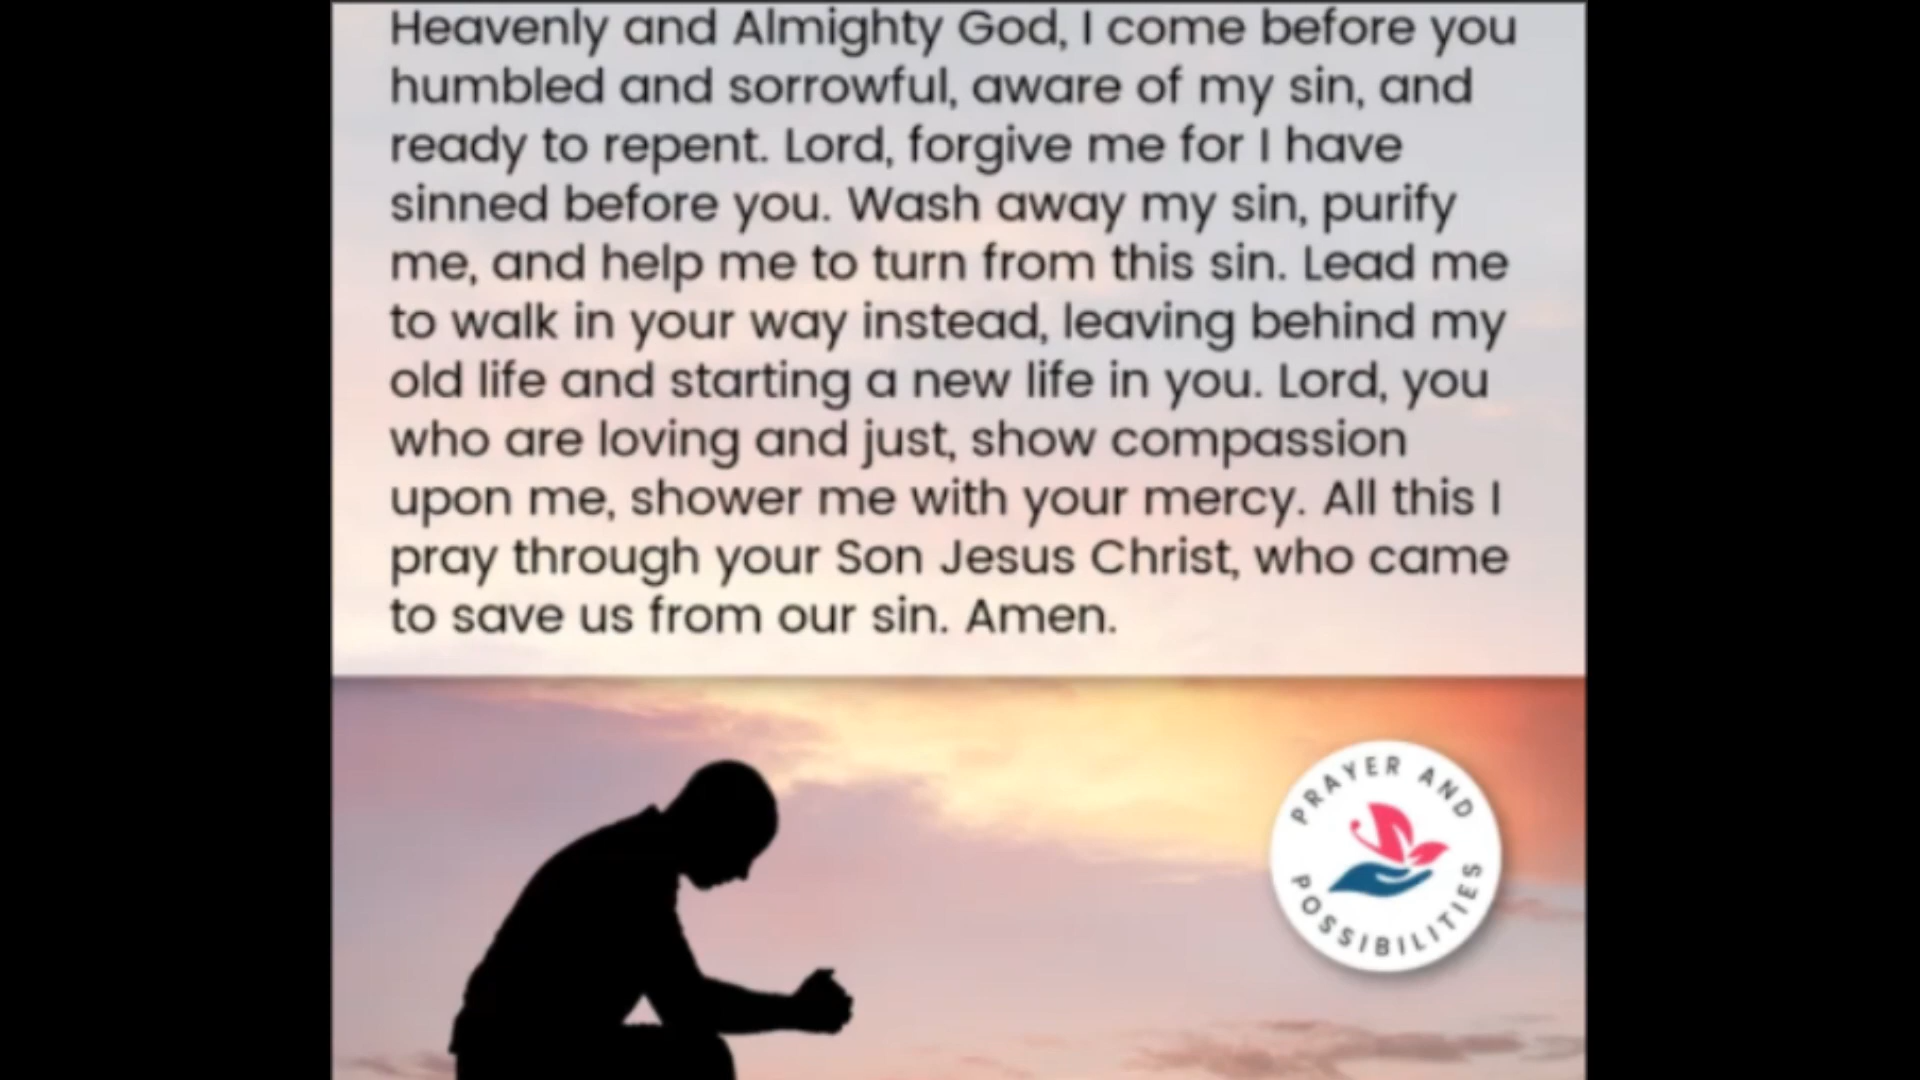 Heavenly and Almighty God, I come before you
humbled and sorrowful, aware of my sin, and
ready to repent. Lord, forgive me for I have
sinned before you. Wash away my sin, purify
me, and help me to turn from this sin. Lead me
to walk in your way instead, leaving behind my
old life and starting a new life in you. Lord, you
who are loving and just, show compassion
upon me, shower me with your mercy. All this I
pray through your Son Jesus Christ, who came
to save us from our sin. Amen.
PRAYER AND
POSSIBILITIES